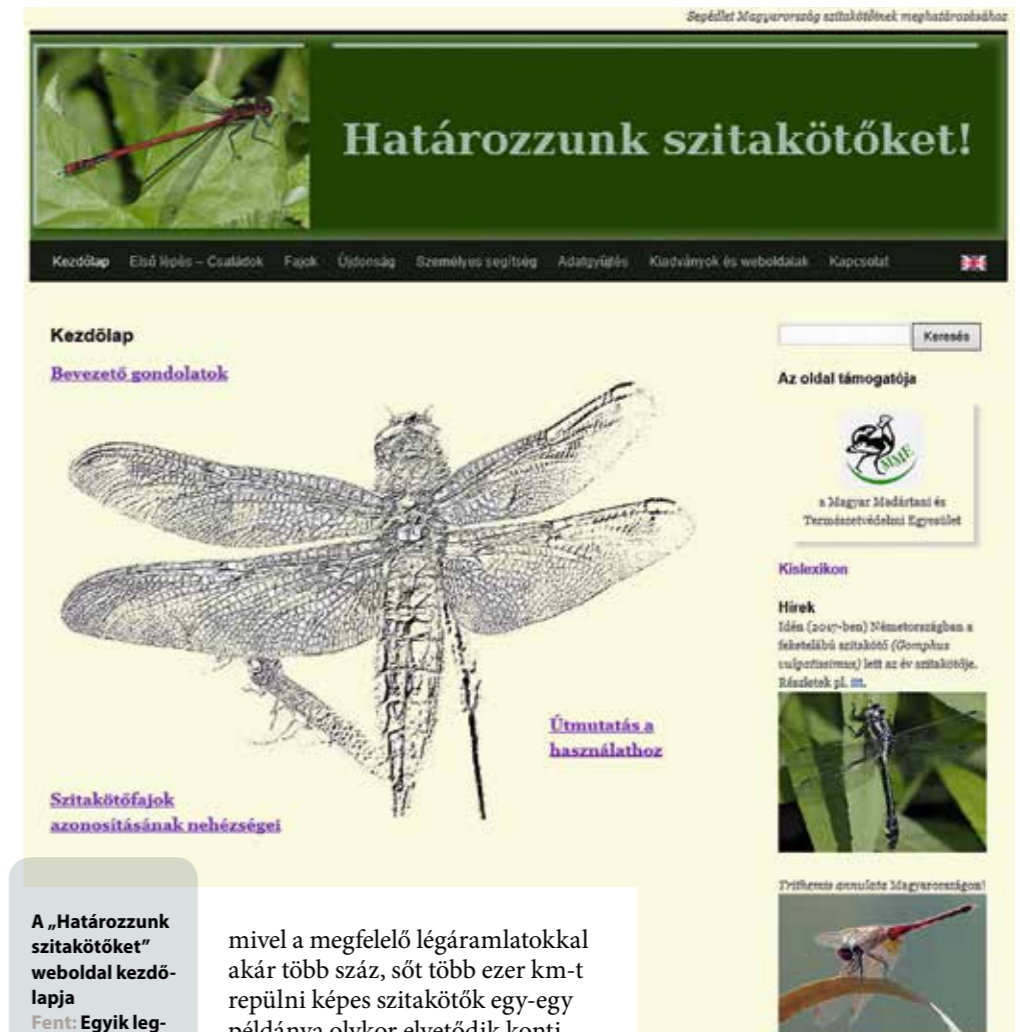 Segédlet Magyarország szitakötőinek meghatározásához
Határozzunk szitakötőket!
Kezdőlap Első lépés – Családok Fajok Újdonság Személyes segítség Adatgyűjtés Kiadványok és weboldalak Kapcsolat
Kezdőlap
Bevezető gondolatok
Útmutatás a
használathoz
Szitakötőfajok
azonosításának nehézségei
Keresés
Az oldal támogatója
MME
a Magyar Madártani és
Természetvédelmi Egyesület
Kislexikon
Hírek
Idén (2017-ben) Németországban a
feketelábú szitakötő (Gomphus
vulgatissimus) lett az év szitakötője.
Részletek pl. itt.
Trithemis annulata Magyarországon!
A „Határozzunk
szitakötőket”
weboldal kezdő-
lapja
Fent: Egyik leg-
mivel a megfelelő légáramlatokkal
akár több száz, sőt több ezer km-t
repülni képes szitakötők egy-egy
példánya olykor elvetődik konti